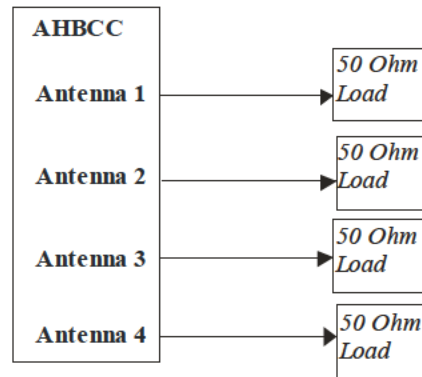 AHBCC
Antenna 1
50 Ohm
Load
Antenna 2
50 Ohm
Load
Antenna 3
50 Ohm
Load
Antenna 4
50 Ohm
Load